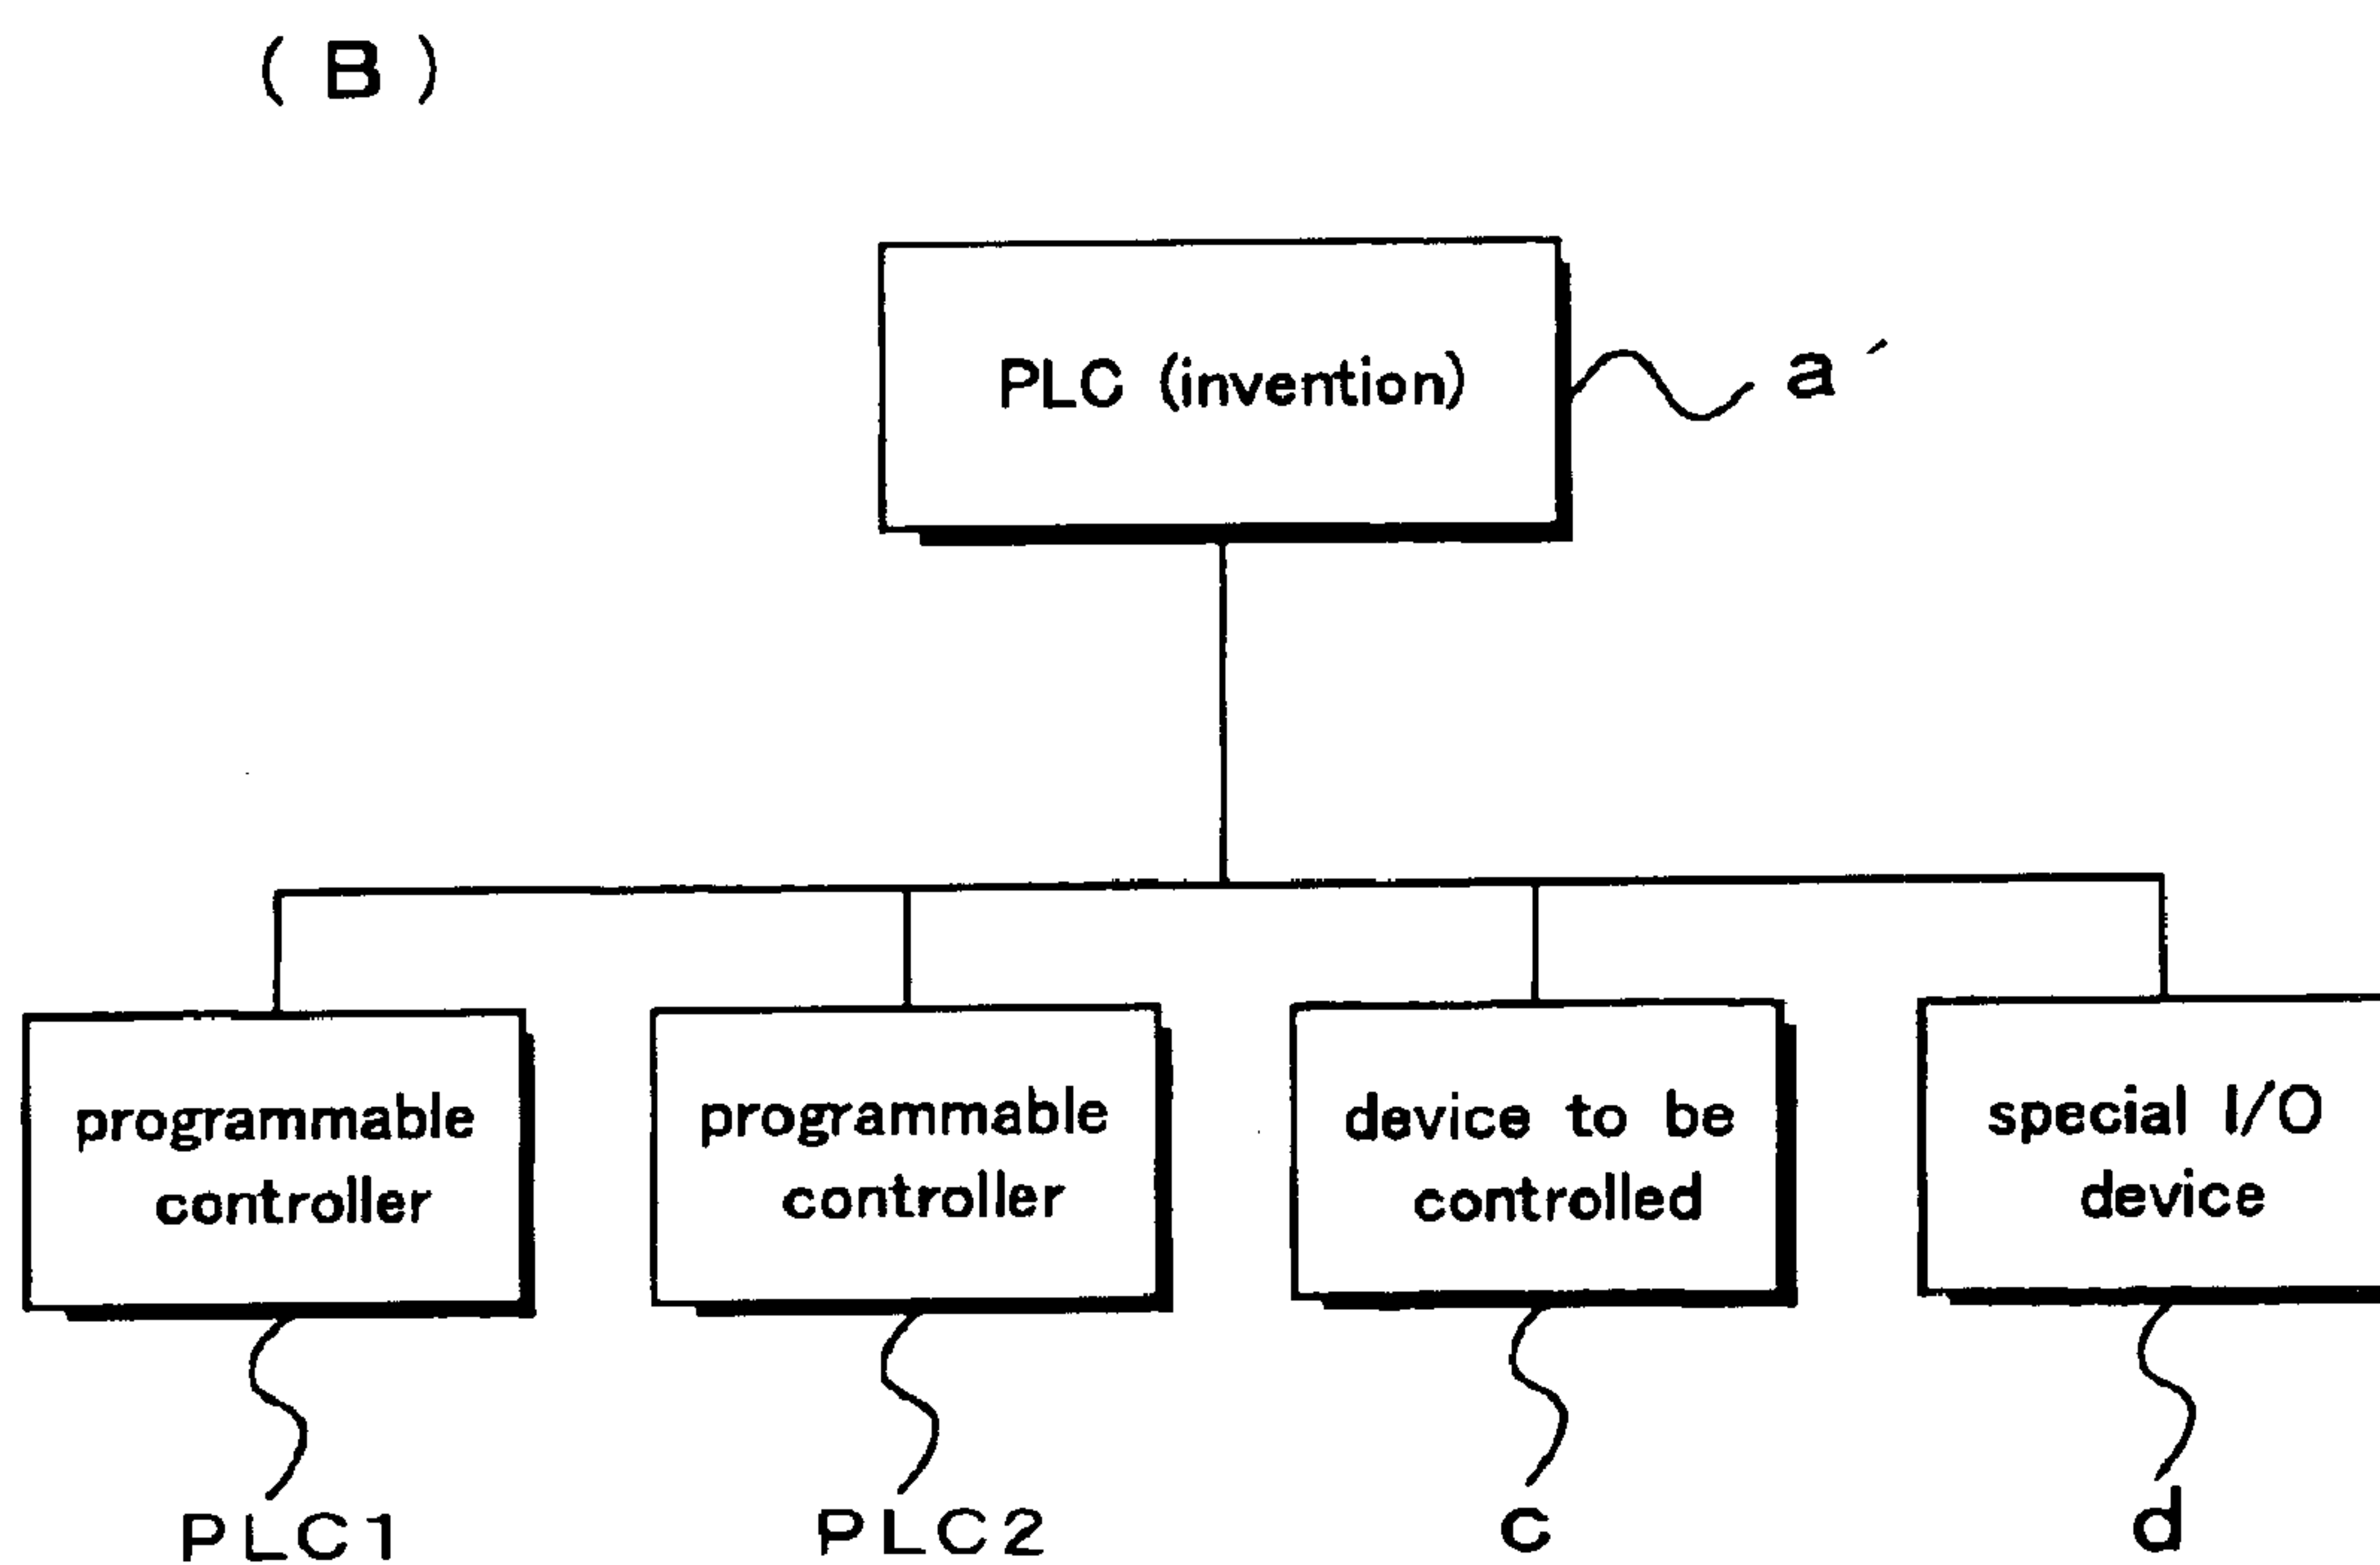 (B)
PLC (invention)
a´
programmable
controller
programmable
controller
device to be
controlled
special I/O
device
PLC1
PLC2
c
d